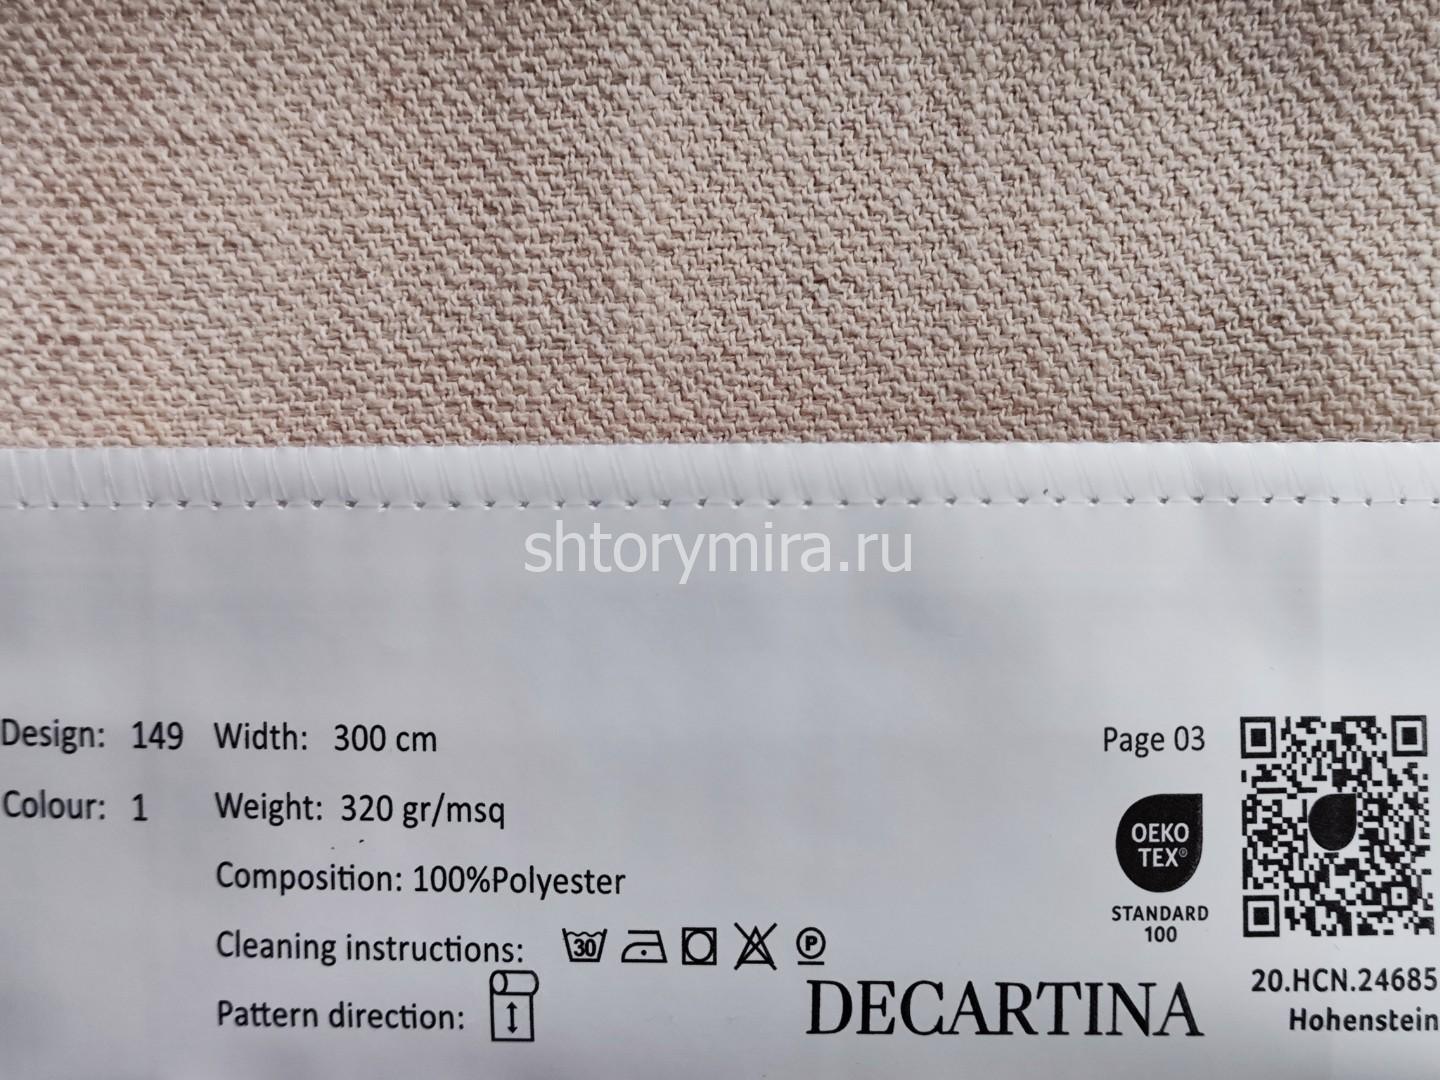 shtorymira.ru
Design: 149 Width: 300 cm
Page 03
Colour: 1 Weight: 320 gr/msq
OEKO
TEX®
Composition: 100%Polyester
STANDARD
100
Cleaning instructions: 30 P
20.HCN.24685
Hohenstein
Pattern direction:
DECARTINA